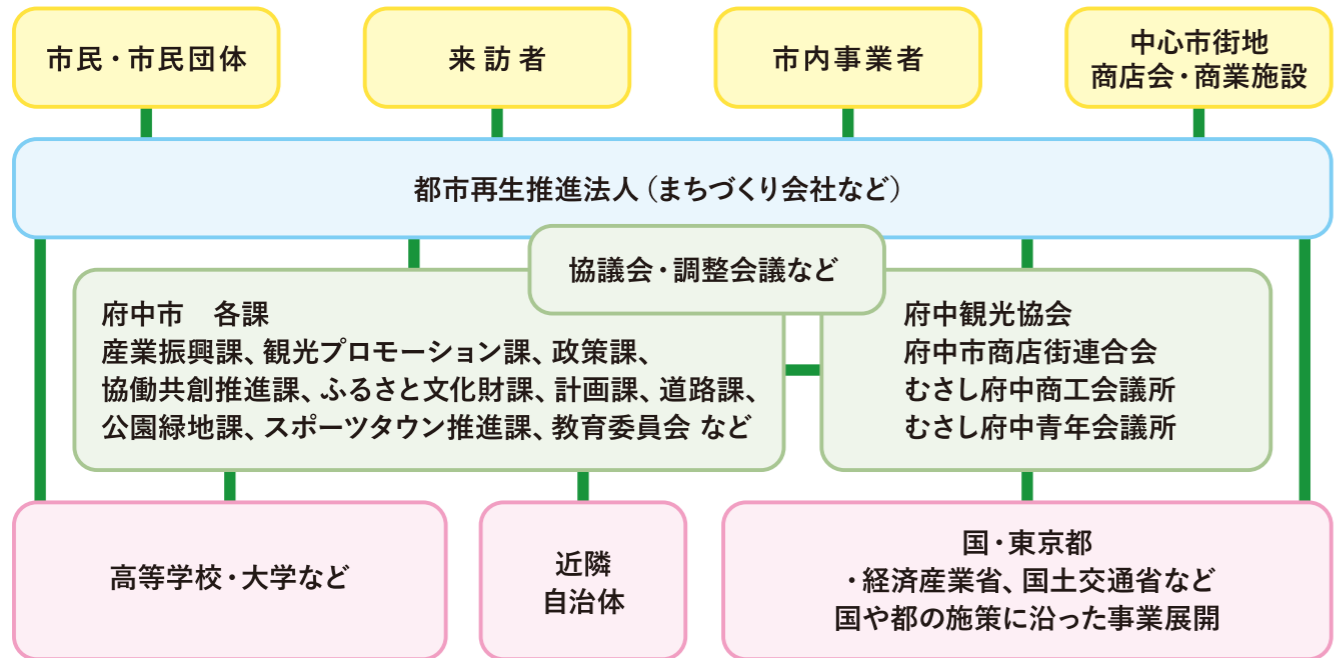 市民・市民団体
来訪者
市内事業者
中心市街地
商店会・商業施設
都市再生推進法人（まちづくり会社など）
協議会・調整会議など
府中市　各課
産業振興課、観光プロモーション課、政策課、
協働共創推進課、ふるさと文化財課、計画課、道路課、
公園緑地課、スポーツタウン推進課、教育委員会 など
府中観光協会
府中市商店街連合会
むさし府中商工会議所
むさし府中青年会議所
高等学校・大学など
近隣
自治体
国・東京都
・経済産業省、国土交通省など
国や都の施策に沿った事業展開